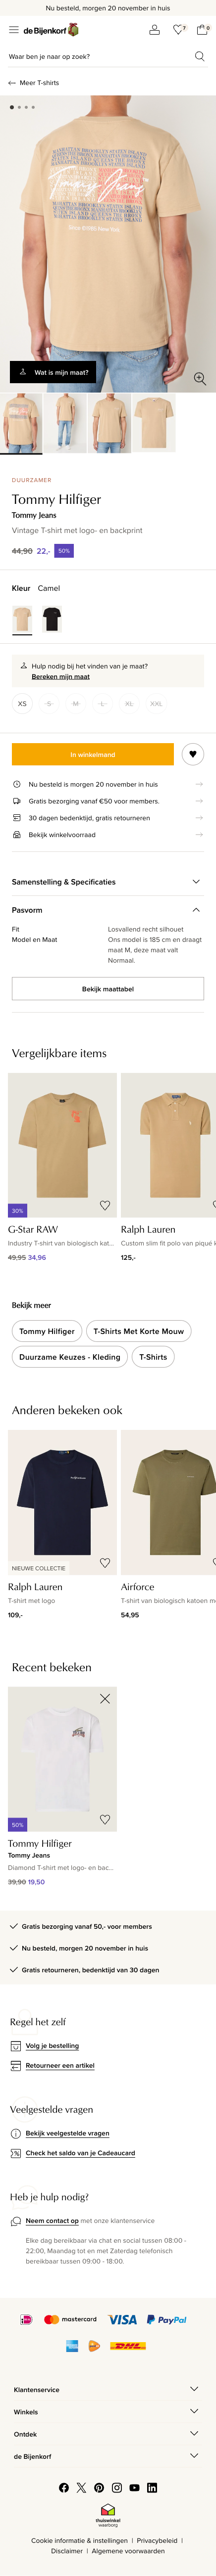 Nu besteld, morgen 20 november in huis
de Bijenkorf
7
0
Waar ben je naar op zoek?
Meer T-shirts
Tommy Jeans
Since 1985 New York.
Wat is mijn maat?
DUURZAMER
Tommy Hilfiger
Tommy Jeans
Vintage T-shirt met logo- en backprint
44,90 22,- 50%
Kleur Camel
Hulp nodig bij het vinden van je maat?
Bereken mijn maat
XS S M L XL XXL
In winkelmand
Nu besteld is morgen 20 november in huis
Gratis bezorging vanaf €50 voor members.
30 dagen bedenktijd, gratis retourneren
Bekijk winkelvoorraad
Samenstelling & Specificaties
Pasvorm
Fit Losvallend recht silhouet
Model en Maat Ons model is 185 cm en draagt
maat M, deze maat valt
Normaal.
Bekijk maattabel
Vergelijkbare items
30%
G-Star RAW Ralph Lauren
Industry T-shirt van biologisch kat... Custom slim fit polo van piqué k
49,95 34,96 125,-
Bekijk meer
Tommy Hilfiger T-Shirts Met Korte Mouw
Duurzame Keuzes - Kleding T-Shirts
Anderen bekeken ook
NIEUWE COLLECTIE
Ralph Lauren Airforce
T-shirt met logo T-shirt van biologisch katoen m
109,- 54,95
Recent bekeken
50%
Tommy Hilfiger
Tommy Jeans
Diamond T-shirt met logo- en bac...
39,90 19,50
Gratis bezorging vanaf 50,- voor members
Nu besteld, morgen 20 november in huis
Gratis retourneren, bedenktijd van 30 dagen
Regel het zelf
Volg je bestelling
Retourneer een artikel
Veelgestelde vragen
Bekijk veelgestelde vragen
Check het saldo van je Cadeaucard
Heb je hulp nodig?
Neem contact op met onze klantenservice
Elke dag bereikbaar via chat en social tussen 08:00 -
22:00, Maandag tot en met Zaterdag telefonisch
bereikbaar tussen 09:00 - 18:00.
mastercard VISA PayPal
DHL
Klantenservice
Winkels
Ontdek
de Bijenkorf
thuiswinkel
waarborg
Cookie informatie & instellingen | Privacybeleid |
Disclaimer | Algemene voorwaarden